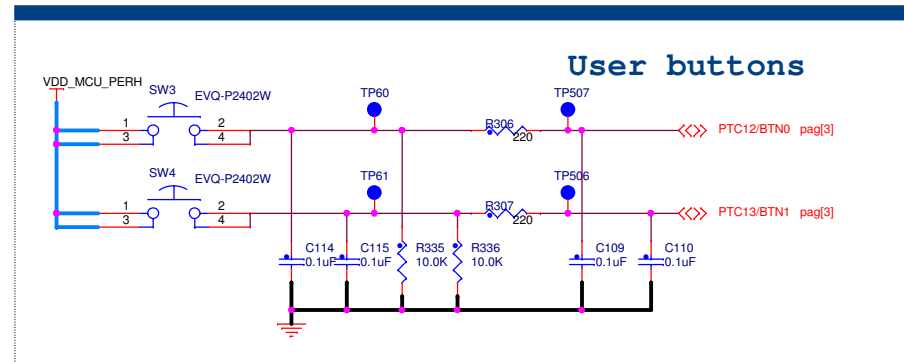 User buttons
VDD_MCU_PERH
SW3 EVQ-P2402W TP60 TP507
1 2 R306 PTC12/BTN0 pag[3]
3 4 220
SW4 EVQ-P2402W TP61 TP506
1 2 R307 PTC13/BTN1 pag[3]
3 4 220
C114 C115 R335 R336 C109 C110
0.1uF 0.1uF 10.0K 10.0K 0.1uF 0.1uF